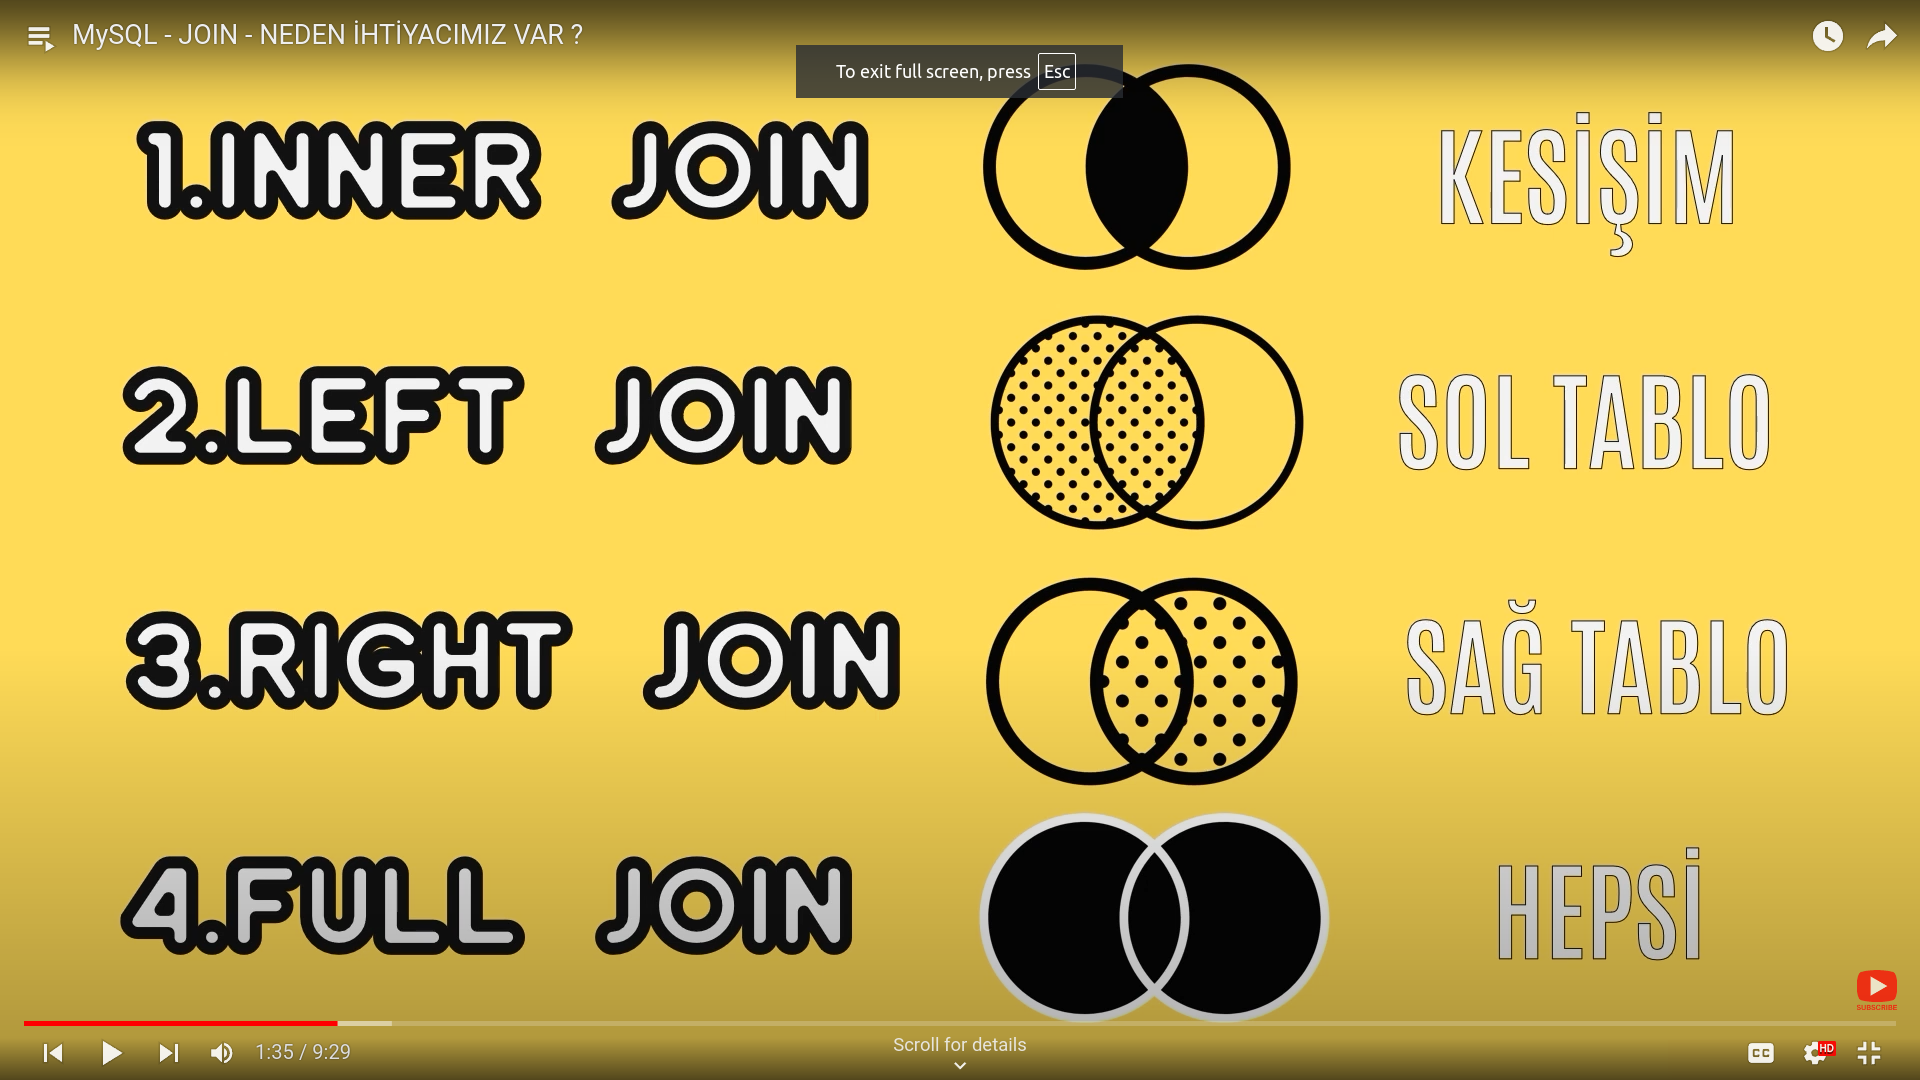 MySQL - JOIN - NEDEN İHTİYACIMIZ VAR ?
To exit full screen, press Esc
1.INNER JOIN KESİŞİM
2.LEFT JOIN SOL TABLO
3.RIGHT JOIN SAĞ TABLO
4.FULL JOIN HEPSİ
SUBSCRIBE
1:35 / 9:29
Scroll for details
CC
HD